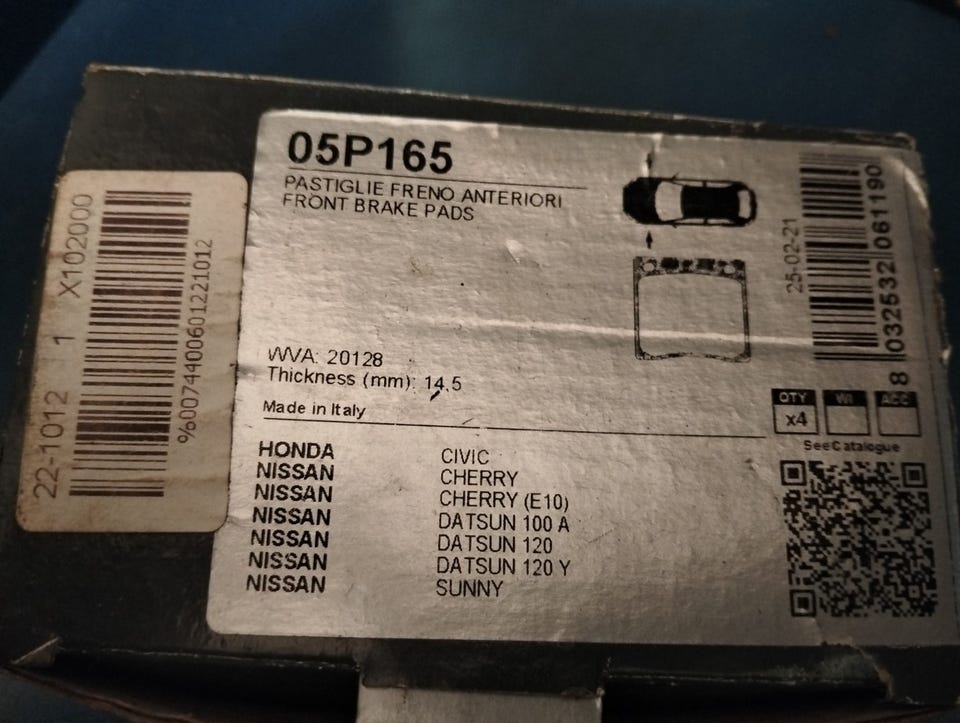 05P165
PASTIGLIE FRENO ANTERIORI
FRONT BRAKE PADS
WVA: 20128
Thickness (mm): 14,5
Made in Italy
HONDA CIVIC
NISSAN CHERRY
NISSAN CHERRY (E10)
NISSAN DATSUN 100 A
NISSAN DATSUN 120
NISSAN DATSUN 120 Y
NISSAN SUNNY
25-02-21
8 032532 061190
QTY WI ACC
x4
See Catalogue
22-1012 1 X102000
%0074400601221012